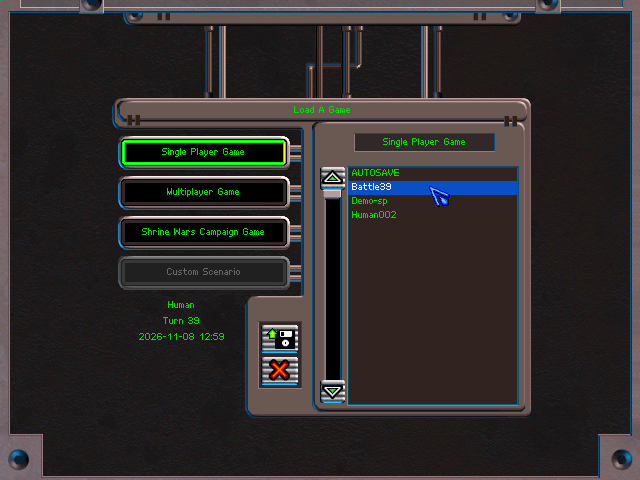 Load A Game
Single Player Game
Multiplayer Game
Shrine Wars Campaign Game
Custom Scenario
Human
Turn 39
2026-11-08 12:59
Single Player Game
AUTOSAVE
Battle39
Demo-sp
Human002